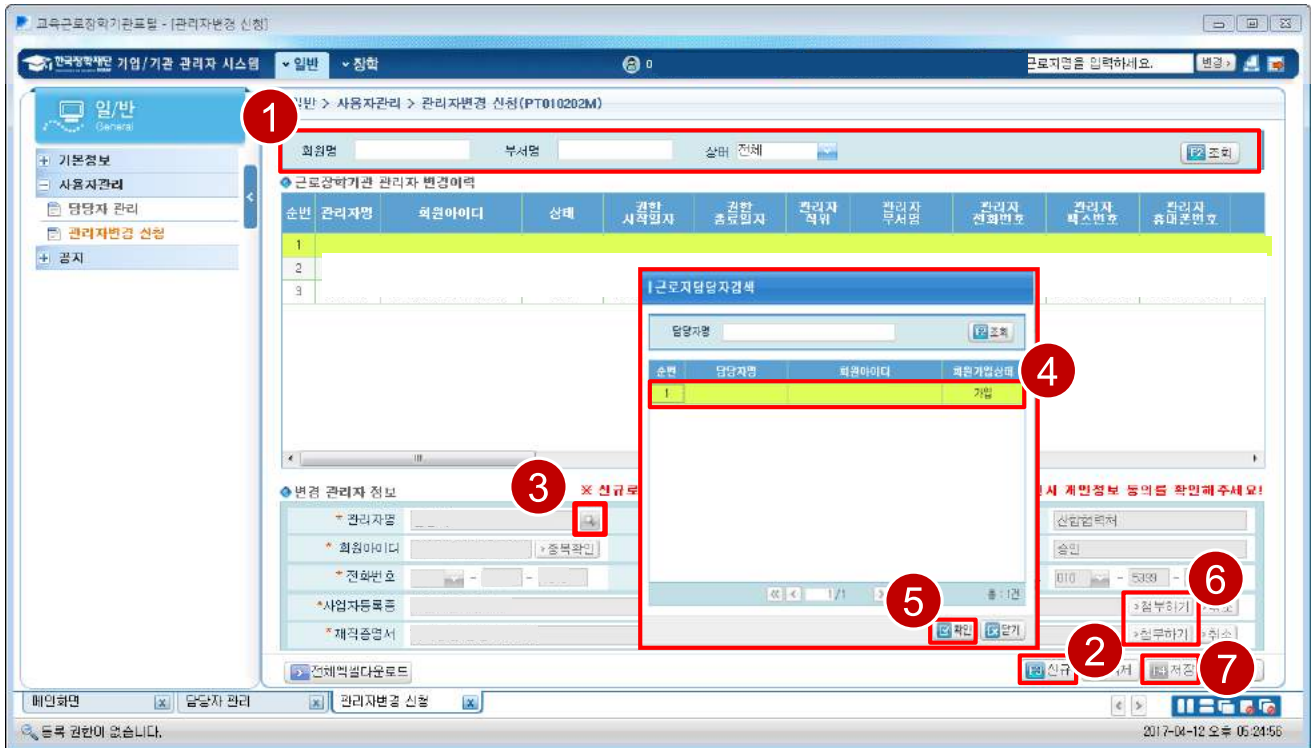 교육근로장학기관포털 - [관리자변경 신청]
한국장학재단 기업/기관 관리자 시스템
일반
장학
0
근로지명을 입력하세요.
변경
일/반
General
기본정보
사용자관리
담당자 관리
관리자변경 신청
공지
1
일반 > 사용자관리 > 관리자변경 신청(PT010202M)
회원명
부서명
상태 전체
F2 조회
근로장학기관 관리자 변경이력
순번 관리자명 회원아이디 상태 권한시작일자 권한종료일자 관리자직위 관리자부서명 관리자전화번호 관리자팩스번호 관리자휴대폰번호
1
2
3
근로지담당자검색
담당자명
조회
순번 담당자명 회원아이디 회원가입상태
1 가입
4
1/1
총 : 1건
5
확인 닫기
변경 관리자 정보
3
※ 신규로
시 개인정보 동의를 확인해주세요!
* 관리자명
산합협력처
* 회원아이디
중복확인
승인
* 전화번호
- -
010 - 5399 -
6
*사업자등록증
첨부하기 취소
*재직증명서
첨부하기 취소
전체엑셀다운로드
신규
2
저장
7
메인화면
담당자 관리
관리자변경 신청
등록 권한이 없습니다.
2017-04-12 오후 05:24:56